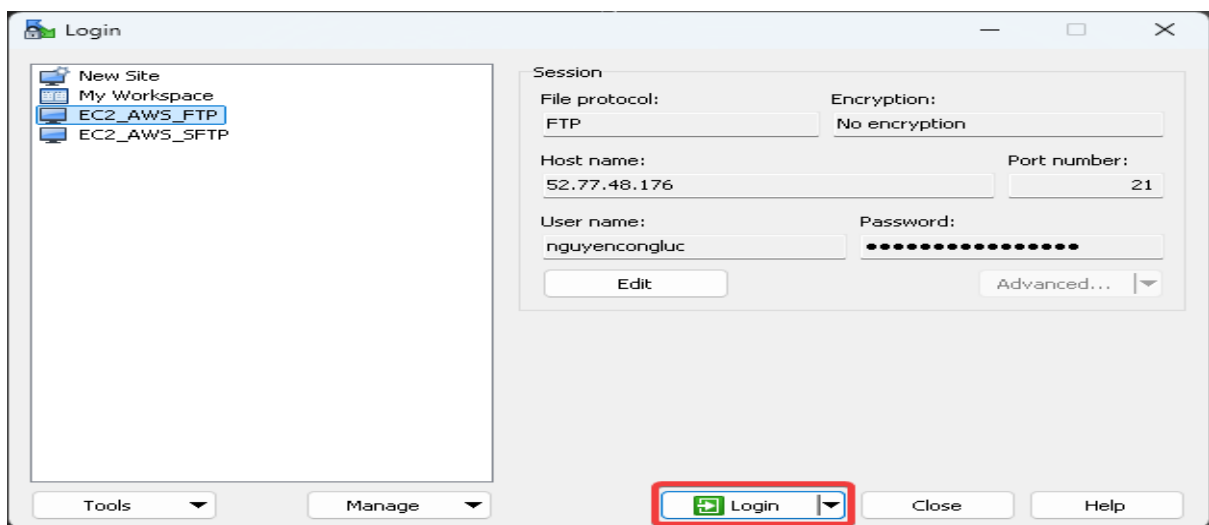 Login
New Site
My Workspace
EC2_AWS_FTP
EC2_AWS_SFTP
Session
File protocol: Encryption:
FTP No encryption
Host name: Port number:
52.77.48.176 21
User name: Password:
nguyencongluc ●●●●●●●●●●●●●●●●●
Edit Advanced...
Tools Manage Login Close Help